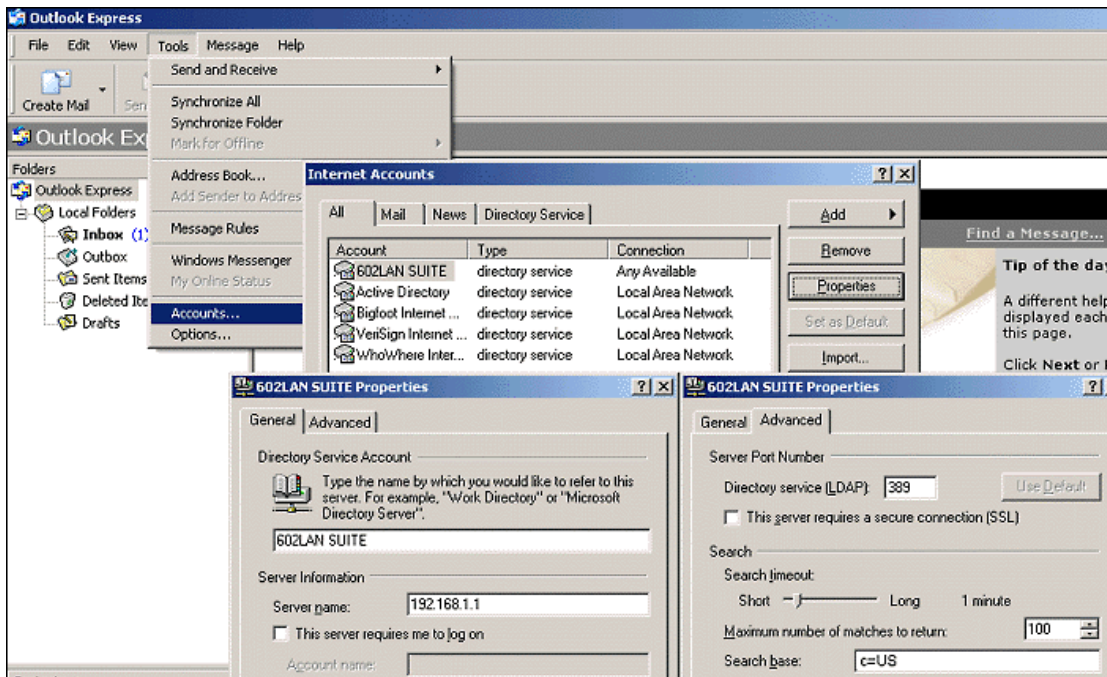 Outlook Express
File Edit View Tools Message Help
Create Mail Sen
Send and Receive
Synchronize All
Synchronize Folder
Mark for Offline
Address Book...
Add Sender to Addres
Message Rules
Windows Messenger
My Online Status
Accounts...
Options...
Outlook Ex
Folders
Outlook Express
Local Folders
Inbox (1)
Outbox
Sent Items
Deleted Ite
Drafts
Find a Message...
Tip of the day
A different help
displayed each
this page.
Click Next or
Internet Accounts
All Mail News Directory Service
Account Type Connection
602LAN SUITE directory service Any Available
Active Directory directory service Local Area Network
Bigfoot Internet ... directory service Local Area Network
VeriSign Internet ... directory service Local Area Network
WhoWhere Inter... directory service Local Area Network
Add
Remove
Properties
Set as Default
Import...
602LAN SUITE Properties
General Advanced
Directory Service Account
Type the name by which you would like to refer to this
server. For example, "Work Directory" or "Microsoft
Directory Server".
602LAN SUITE
Server Information
Server name: 192.168.1.1
This server requires me to log on
Account name:
602LAN SUITE Properties
General Advanced
Server Port Number
Directory service (LDAP): 389 Use Default
This server requires a secure connection (SSL)
Search
Search timeout:
Short Long 1 minute
Maximum number of matches to return: 100
Search base: c=US